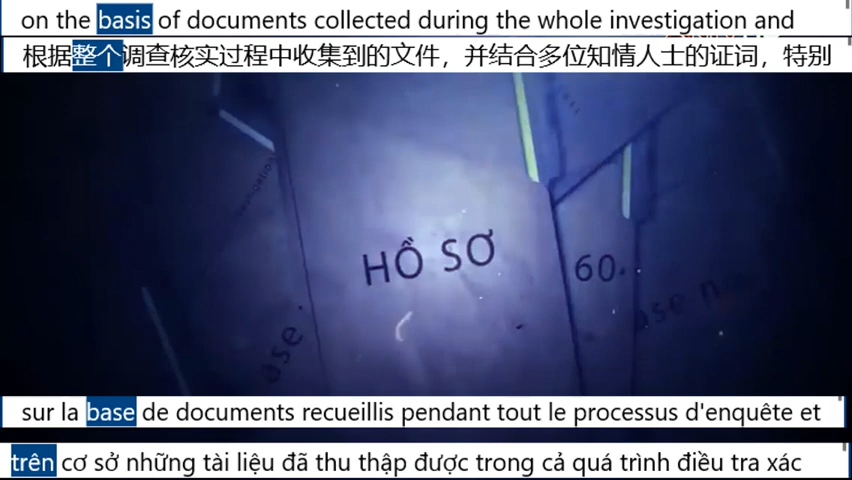 on the basis of documents collected during the whole investigation and
根据整个调查核实过程中收集到的文件，并结合多位知情人士的证词，特别
HỒ SƠ
60.
ase n
ase.
sur la base de documents recueillis pendant tout le processus d'enquête et
trên cơ sở những tài liệu đã thu thập được trong cả quá trình điều tra xác